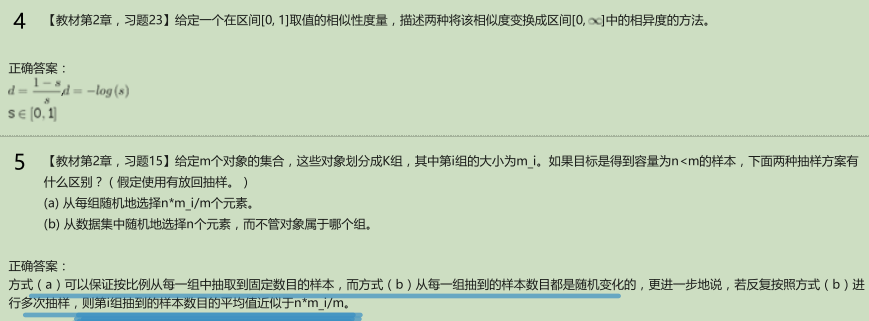 4 【教材第2章，习题23】给定一个在区间[0, 1]取值的相似性度量，描述两种将该相似度变换成区间[0, ∞]中的相异度的方法。
正确答案：
d = \frac{1-s}{s}, d = -log(s)
s ∈ [0,1]
5 【教材第2章，习题15】给定m个对象的集合，这些对象划分成K组，其中第i组的大小为m_i。如果目标是得到容量为n<m的样本，下面两种抽样方案有
什么区别？（假定使用有放回抽样。）
(a) 从每组随机地选择n*m_i/m个元素。
(b) 从数据集中随机地选择n个元素，而不管对象属于哪个组。
正确答案：
方式（a）可以保证按比例从每一组中抽取到固定数目的样本，而方式（b）从每一组抽到的样本数目都是随机变化的，更进一步地说，若反复按照方式（b）进
行多次抽样，则第i组抽到的样本数目的平均值近似于n*m_i/m。